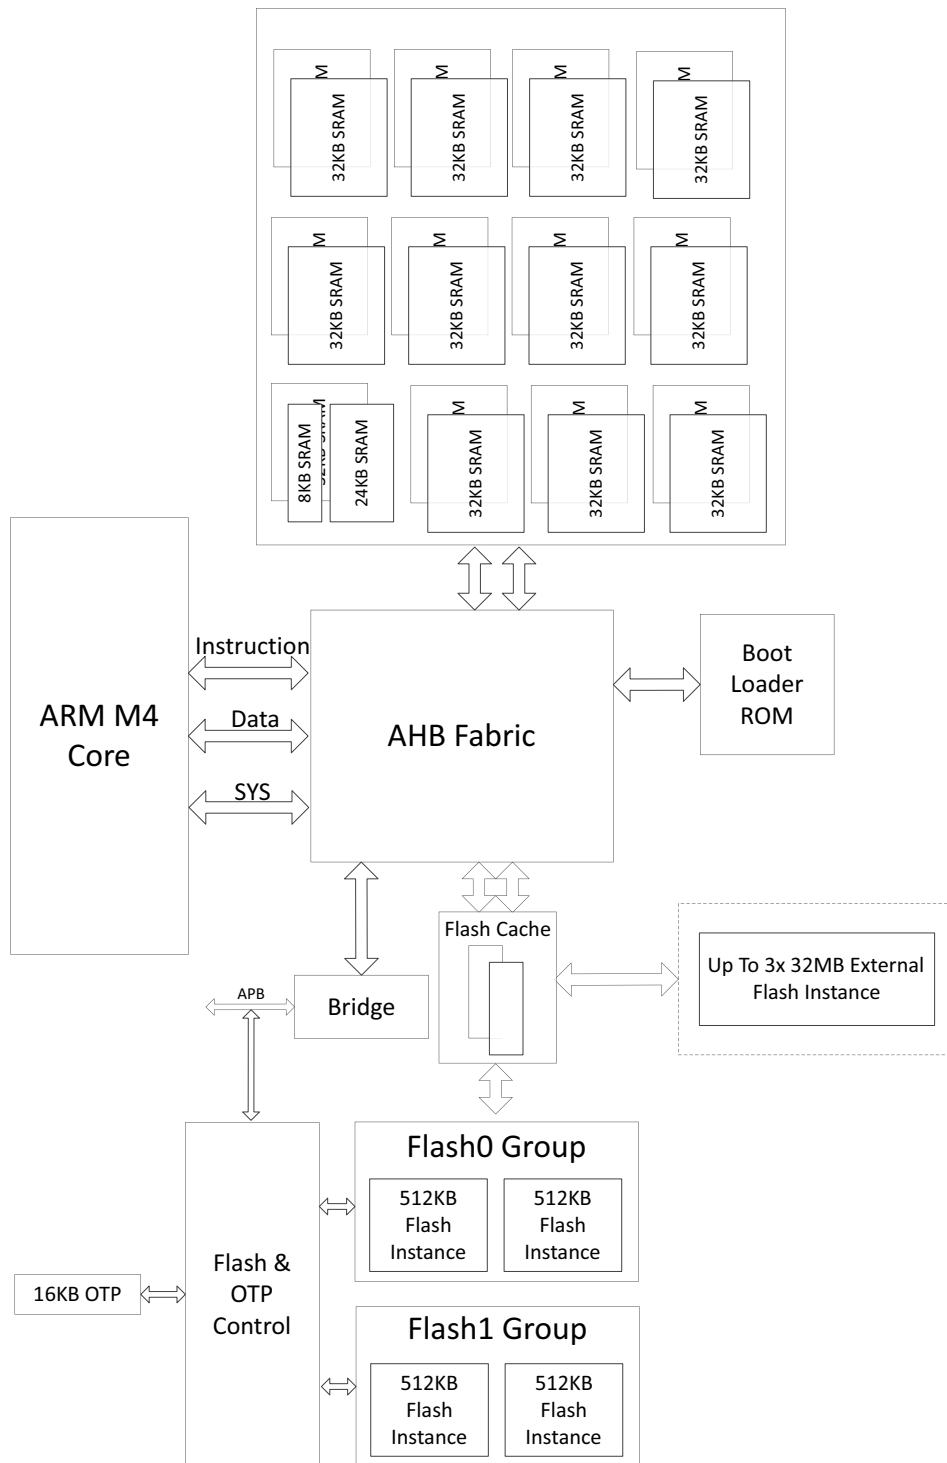 M
M
M
M
32KB SRAM
32KB SRAM
32KB SRAM
32KB SRAM
M
M
M
M
32KB SRAM
32KB SRAM
32KB SRAM
32KB SRAM
8KB SRAM
24KB SRAM
M
M
M
32KB SRAM
32KB SRAM
32KB SRAM
ARM M4
Core
Instruction
Data
SYS
AHB Fabric
Boot
Loader
ROM
Flash Cache
Up To 3x 32MB External
Flash Instance
APB
Bridge
Flash0 Group
512KB
Flash
Instance
512KB
Flash
Instance
Flash &
OTP
Control
16KB OTP
Flash1 Group
512KB
Flash
Instance
512KB
Flash
Instance